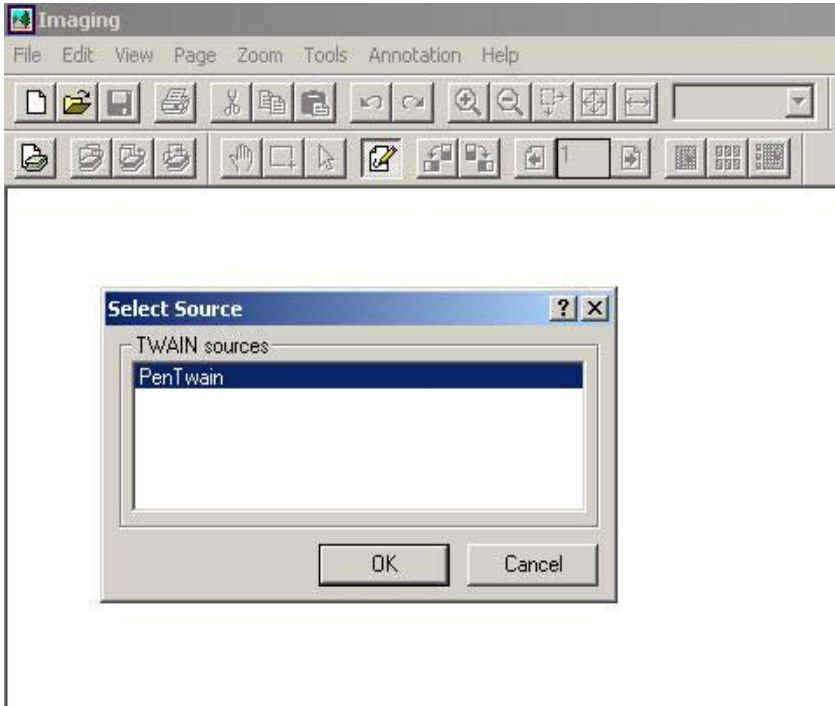 Imaging
File Edit View Page Zoom Tools Annotation Help
1
Select Source
? X
TWAIN sources
PenTwain
OK Cancel